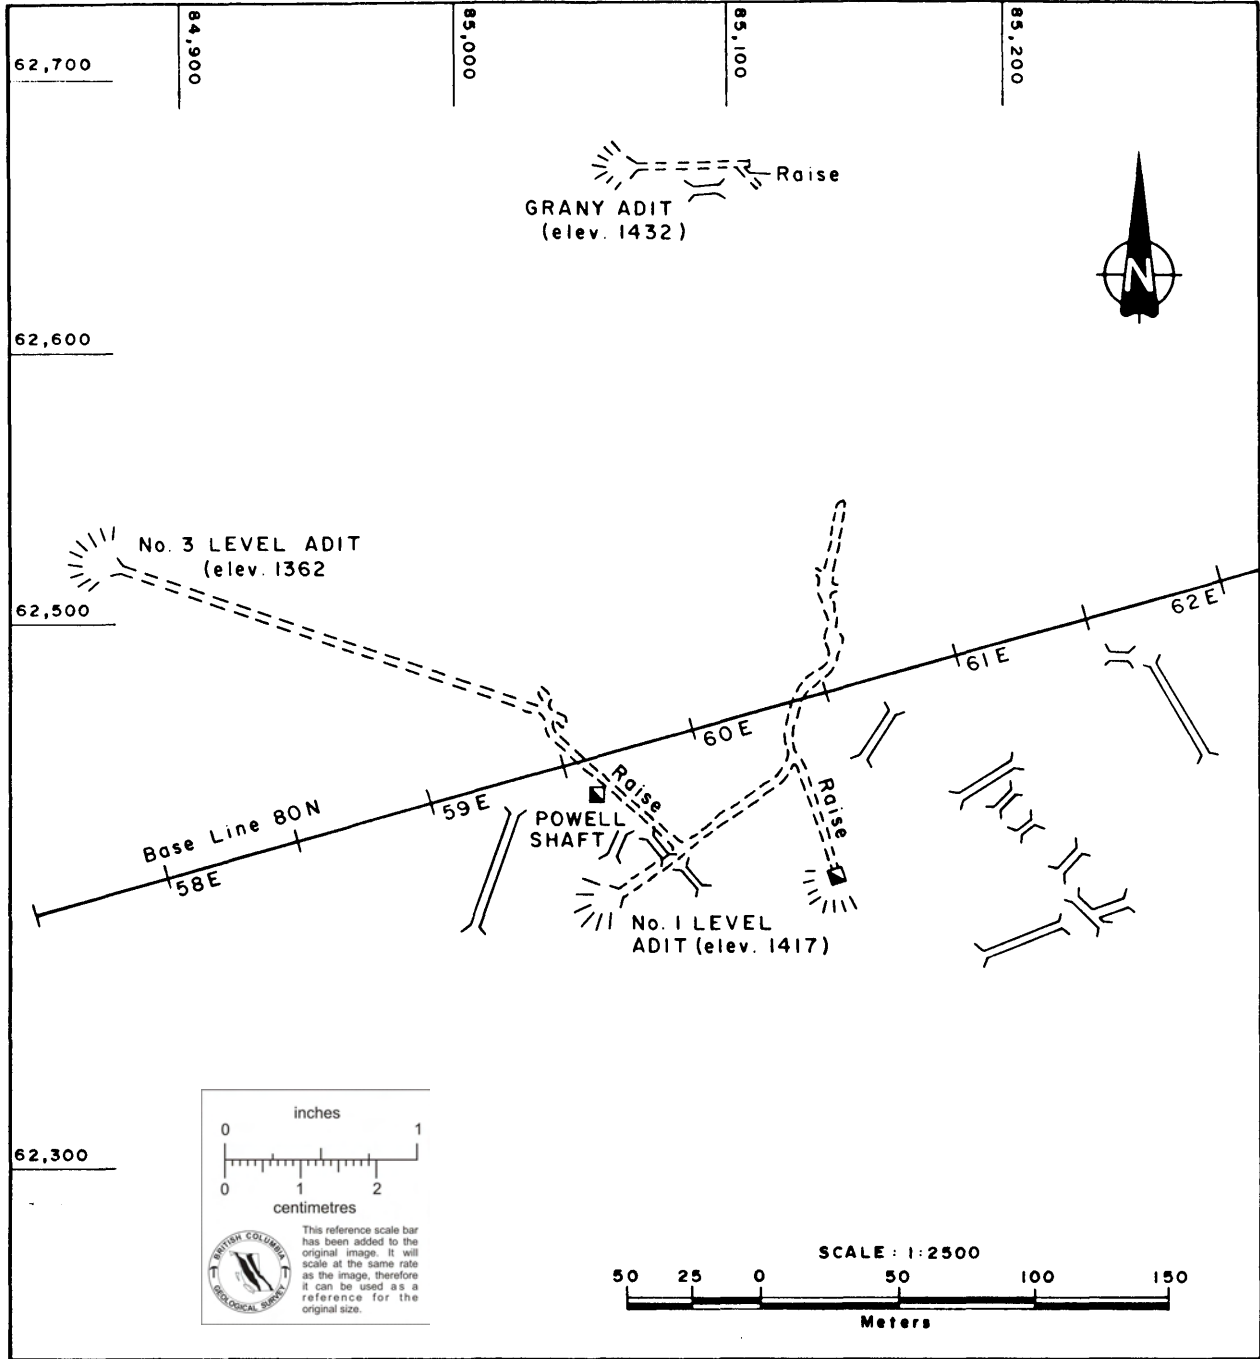 84,900
85,000
85,100
85,200
62,700
Raise
GRANY ADIT
(elev. 1432)
N
62,600
No. 3 LEVEL ADIT
(elev. 1362
62,500
62E
61E
60E
Raise
59E
Raise
POWELL
SHAFT
Base Line 80N
58E
No. 1 LEVEL
ADIT (elev. 1417)
inches
0 1
0 1 2
centimetres
62,300
BRITISH COLUMBIA
GEOLOGICAL SURVEY
This reference scale bar
has been added to the
original image. It will
scale at the same rate
as the image, therefore
it can be used as a
reference for the
original size.
SCALE : 1:2500
50 25 0 50 100 150
Meters